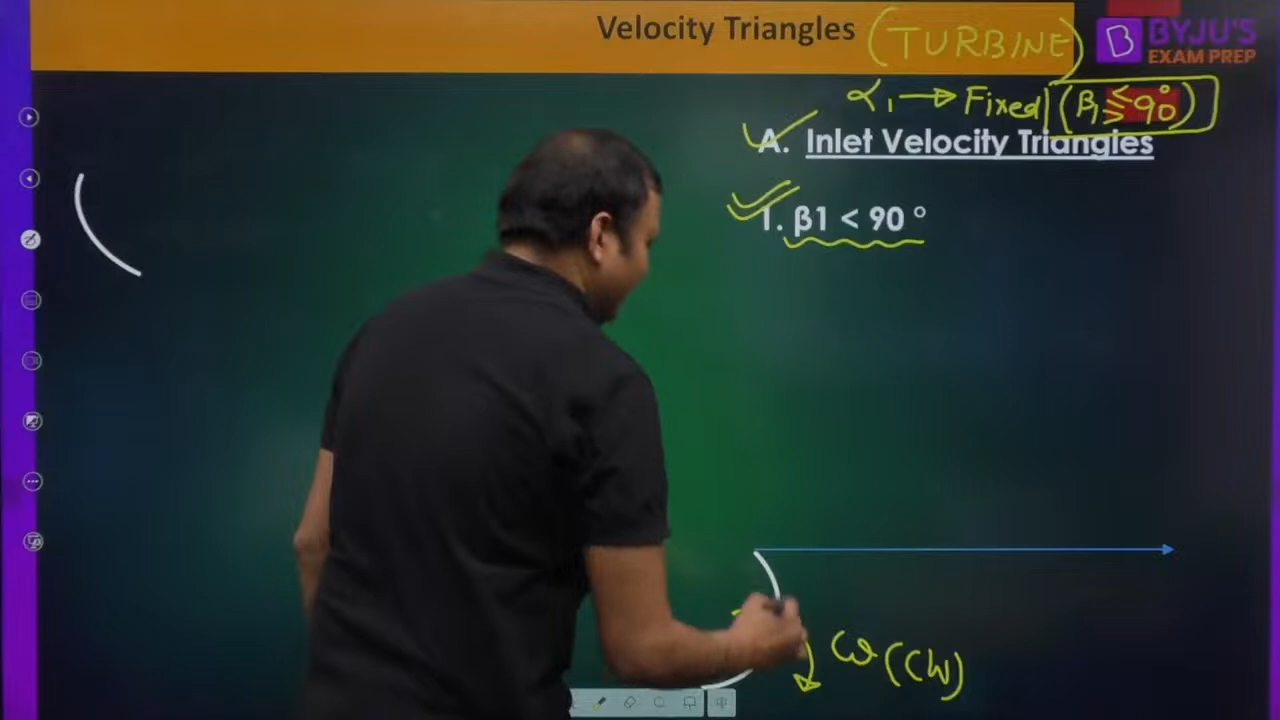 Velocity Triangles (TURBINE)
BYJU'S
EXAM PREP
α₁ → Fixed (β₁ ⋚ 90°)
A. Inlet Velocity Triangles
1. β1 < 90 °
ω (CW)